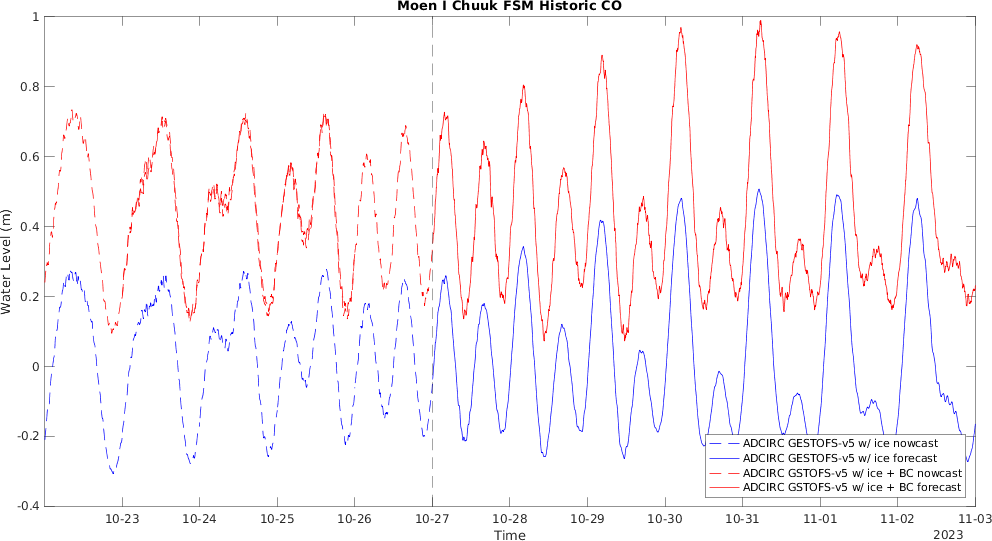 Moen I Chuuk FSM Historic CO
Water Level (m)
1
0.8
0.6
0.4
0.2
0
-0.2
-0.4
ADCIRC GESTOFS-v5 w/ ice nowcast
ADCIRC GESTOFS-v5 w/ ice forecast
ADCIRC GSTOFS-v5 w/ ice + BC nowcast
ADCIRC GSTOFS-v5 w/ ice + BC forecast
10-23 10-24 10-25 10-26 10-27 10-28 10-29 10-30 10-31 11-01 11-02 11-03
Time
2023